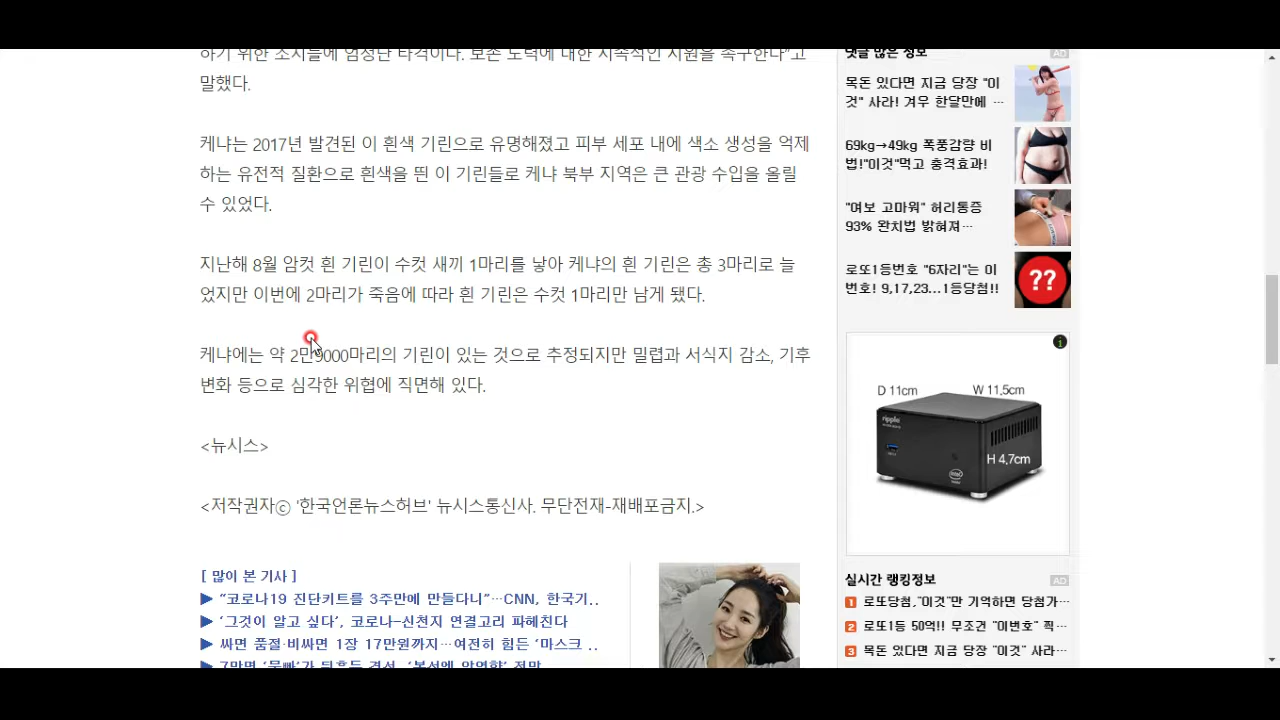 하기 위한 조치들에 엄청난 타격이다. 보존 노력에 대한 지속적인 지원을 촉구한다"고
말했다.
케냐는 2017년 발견된 이 흰색 기린으로 유명해졌고 피부 세포 내에 색소 생성을 억제
하는 유전적 질환으로 흰색을 띈 이 기린들로 케냐 북부 지역은 큰 관광 수입을 올릴
수 있었다.
지난해 8월 암컷 흰 기린이 수컷 새끼 1마리를 낳아 케냐의 흰 기린은 총 3마리로 늘
었지만 이번에 2마리가 죽음에 따라 흰 기린은 수컷 1마리만 남게 됐다.
케냐에는 약 2만9000마리의 기린이 있는 것으로 추정되지만 밀렵과 서식지 감소, 기후
변화 등으로 심각한 위협에 직면해 있다.
<뉴시스>
<저작권자ⓒ '한국언론뉴스허브' 뉴시스통신사. 무단전재-재배포금지.>
[ 많이 본 기사 ]
▶ "코로나19 진단키트를 3주만에 만들다니"…CNN, 한국기..
▶ '그것이 알고 싶다', 코로나-신천지 연결고리 파헤친다
▶ 싸면 품절·비싸면 1장 17만원까지…여전히 힘든 '마스크 ..
댓글 많은 정보 AD
목돈 있다면 지금 당장 "이
것" 사라! 겨우 한달만에 …
69kg→49kg 폭풍감량 비
법!"이것"먹고 충격효과!
"여보 고마워" 허리통증
93% 완치법 밝혀져…
로또1등번호 "6자리"는 이
번호! 9,17,23...1등당첨!!
??
D 11cm W 11,5cm
ripplio
H 4,7cm
intel
실시간 랭킹정보 AD
1 로또당첨,"이것"만 기억하면 당첨가…
2 로또1등 50억!! 무조건 "이번호" 찍…
3 목돈 있다면 지금 당장 "이것" 사라…